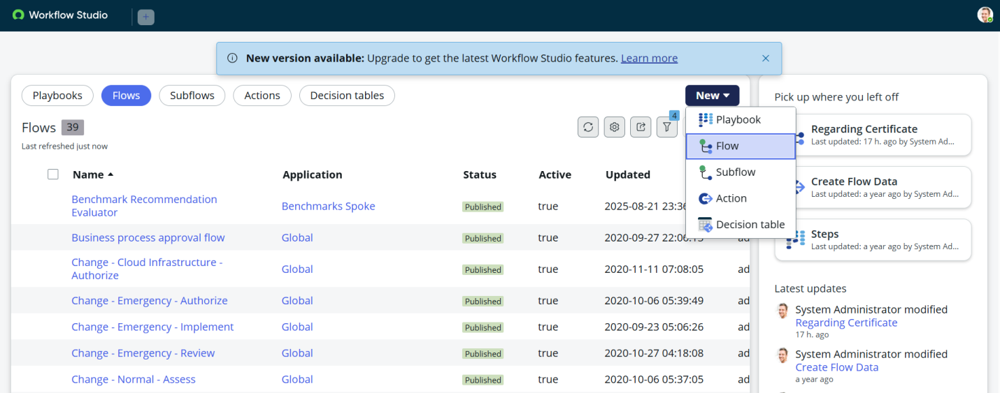 Workflow Studio
+
New version available: Upgrade to get the latest Workflow Studio features. Learn more
Playbooks
Flows
Subflows
Actions
Decision tables
New
Playbook
Flow
Subflow
Action
Decision table
Flows 39
Last refreshed just now
4
Name
Application
Status
Active
Updated
Benchmark Recommendation
Evaluator
Benchmarks Spoke
Published
true
2025-08-21 23:36
Business process approval flow
Global
Published
true
2020-09-27 22:06:15
Change - Cloud Infrastructure -
Authorize
Global
Published
true
2020-11-11 07:08:05
ad
Change - Emergency - Authorize
Global
Published
true
2020-10-06 05:39:49
ad
Change - Emergency - Implement
Global
Published
true
2020-09-23 05:06:26
ad
Change - Emergency - Review
Global
Published
true
2020-10-27 04:18:08
ad
Change - Normal - Assess
Global
Published
true
2020-10-06 05:37:05
ad
Pick up where you left off
Regarding Certificate
Last updated: 17 h. ago by System Ad...
Create Flow Data
Last updated: a year ago by System Ad...
Steps
Last updated: a year ago by System Ad...
Latest updates
System Administrator modified
Regarding Certificate
17 h. ago
System Administrator modified
Create Flow Data
a year ago